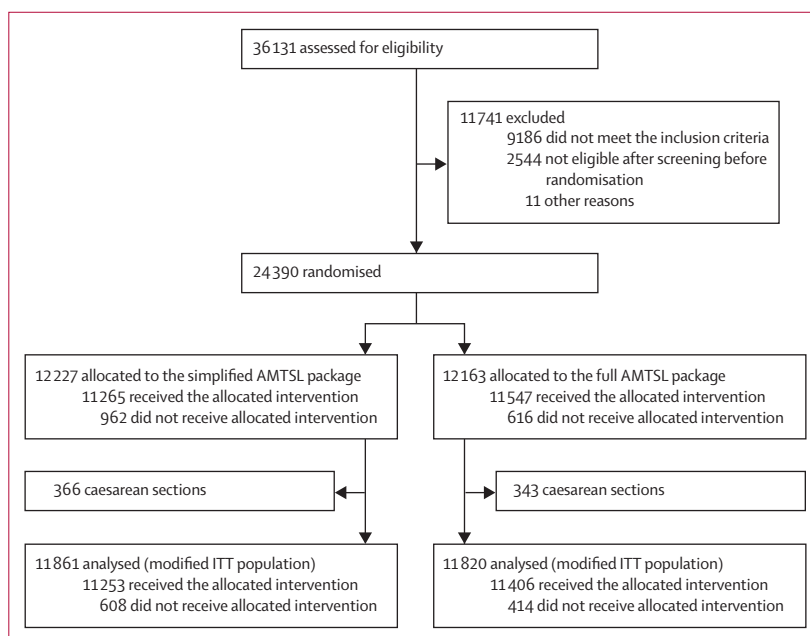 36131 assessed for eligibility
11741 excluded
9186 did not meet the inclusion criteria
2544 not eligible after screening before
randomisation
11 other reasons
24390 randomised
12227 allocated to the simplified AMTSL package
11265 received the allocated intervention
962 did not receive allocated intervention
12163 allocated to the full AMTSL package
11547 received the allocated intervention
616 did not receive allocated intervention
366 caesarean sections
343 caesarean sections
11861 analysed (modified ITT population)
11253 received the allocated intervention
608 did not receive allocated intervention
11820 analysed (modified ITT population)
11406 received the allocated intervention
414 did not receive allocated intervention